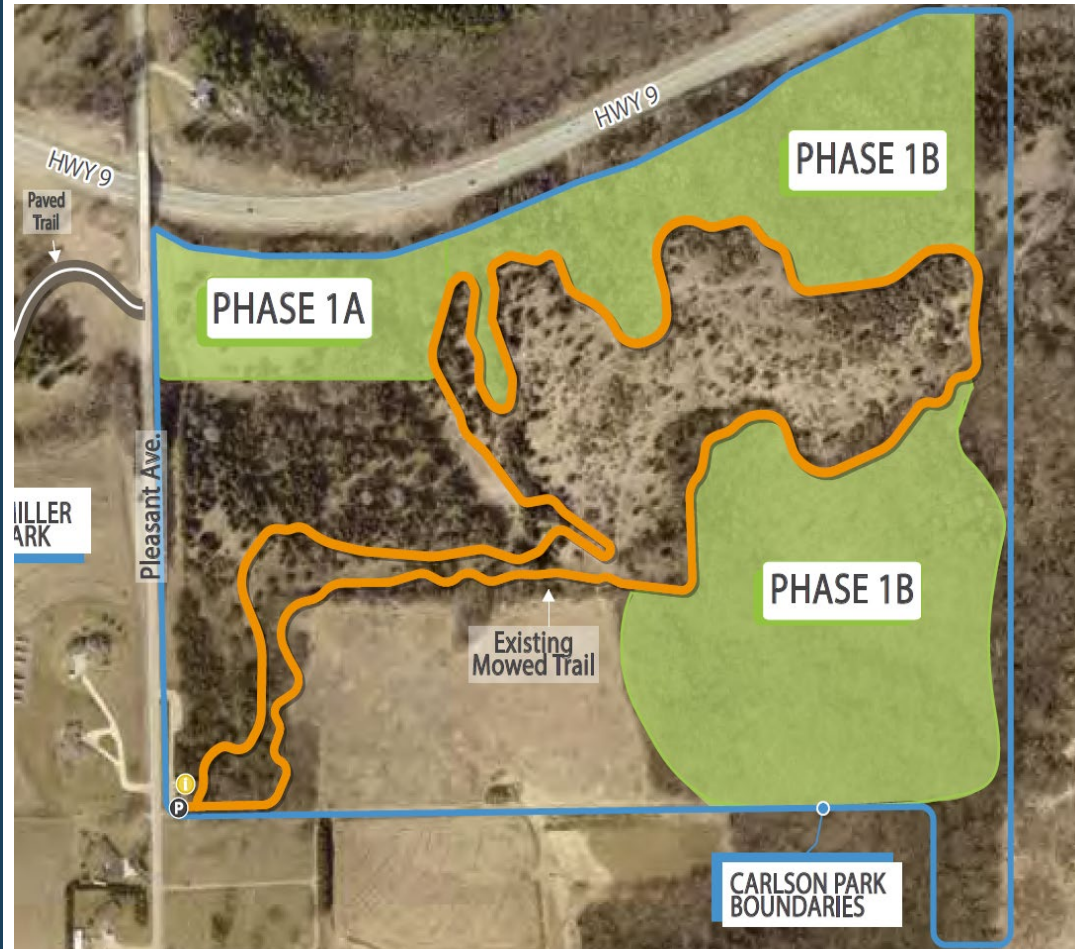 HWY 9
HWY 9
PHASE 1B
Paved
Trail
PHASE 1A
Pleasant Ave.
ILLER
ARK
PHASE 1B
Existing
Mowed Trail
i
P
CARLSON PARK
BOUNDARIES